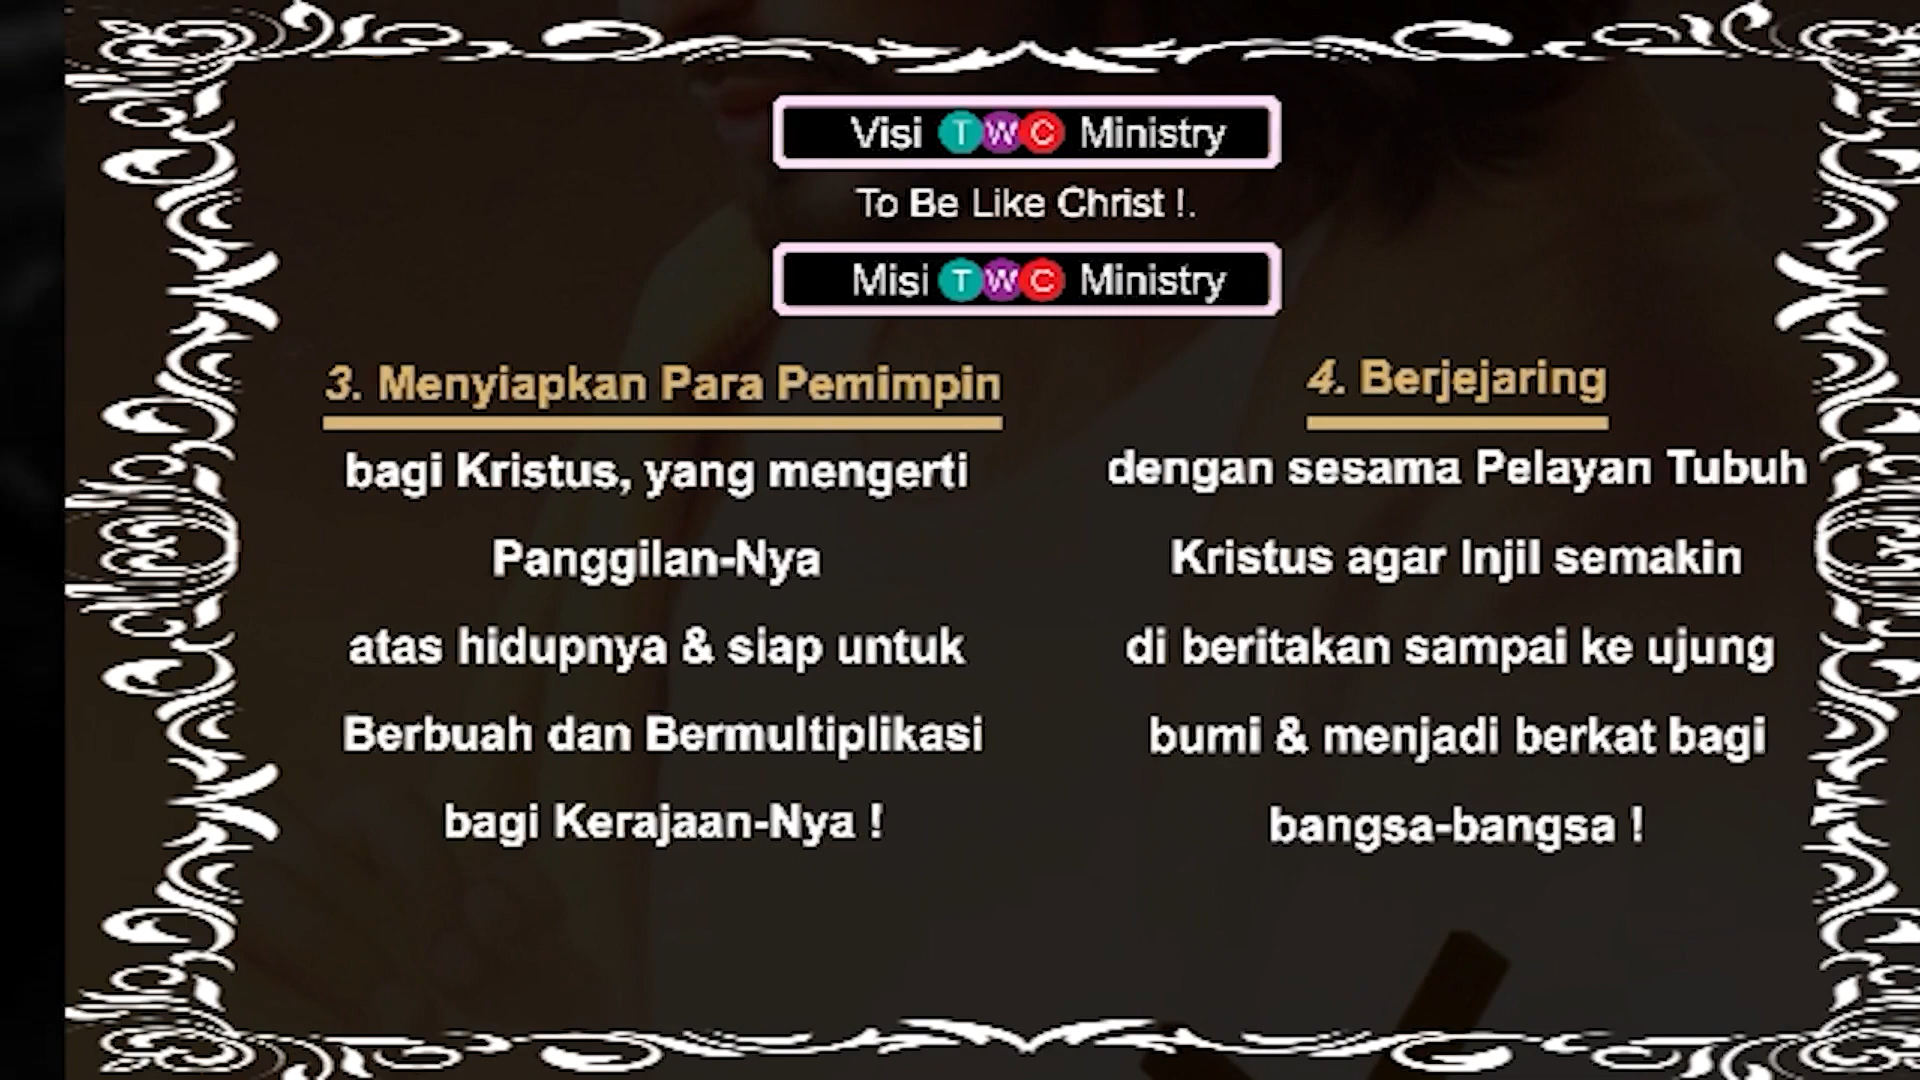 Visi TWC Ministry
To Be Like Christ !.
Misi TWC Ministry
3. Menyiapkan Para Pemimpin
bagi Kristus, yang mengerti
Panggilan-Nya
atas hidupnya & siap untuk
Berbuah dan Bermultiplikasi
bagi Kerajaan-Nya !
4. Berjejaring
dengan sesama Pelayan Tubuh
Kristus agar Injil semakin
di beritakan sampai ke ujung
bumi & menjadi berkat bagi
bangsa-bangsa !